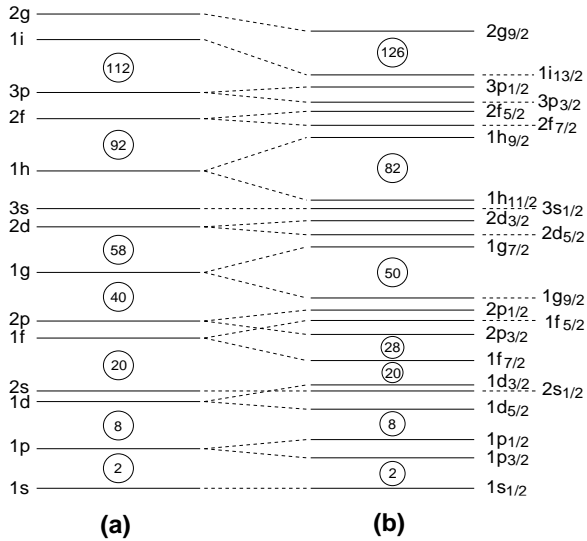 2g
2g9/2
1i
126
112
1i13/2
3p
3p1/2
3p3/2
2f
2f5/2
2f7/2
92
1h9/2
1h
82
1h11/2
3s
3s1/2
2d
2d3/2
2d5/2
58
1g7/2
1g
50
40
1g9/2
2p
2p1/2
1f5/2
1f
2p3/2
28
20
1f7/2
20
1d3/2
2s
2s1/2
1d
1d5/2
8
8
1p
1p1/2
1p3/2
2
2
1s
1s1/2
(a)
(b)